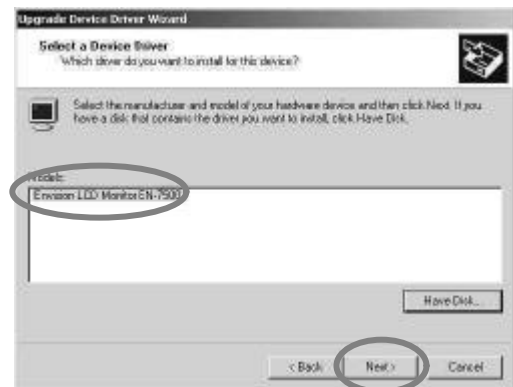 Upgrade Device Driver Wizard
Select a Device Driver
Which driver do you want to install for this device?
Select the manufacturer and model of your hardware device and then click Next. If you
have a disk that contains the driver you want to install, click Have Disk.
Models:
Envision LCD Monitor EN-7500
Have Disk...
< Back
Next >
Cancel